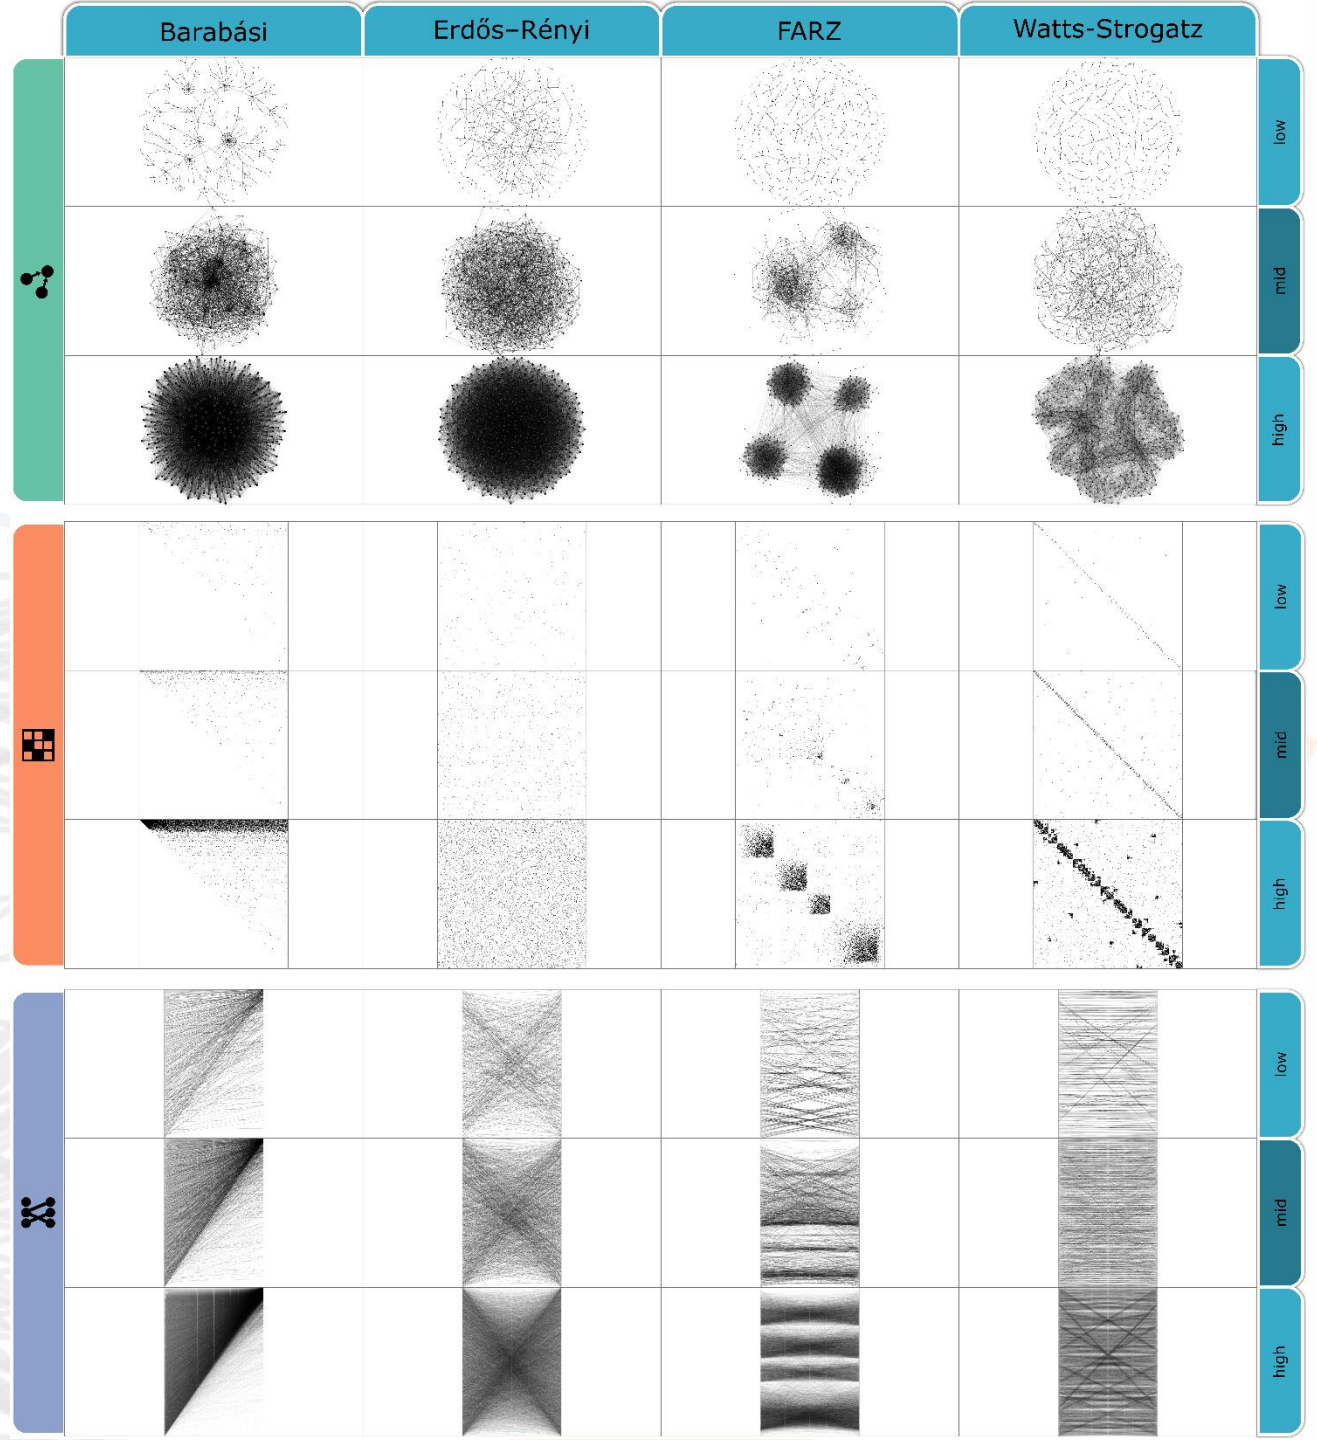 Barabási
Erdős–Rényi
FARZ
Watts-Strogatz
low
mid
high
low
mid
high
low
mid
high